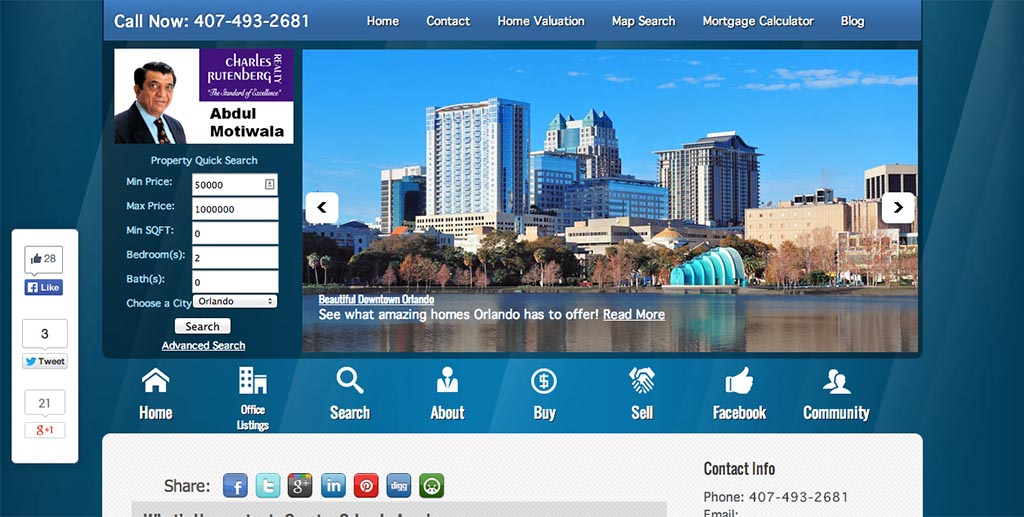 Call Now: 407-493-2681
Home Contact Home Valuation Map Search Mortgage Calculator Blog
CHARLES
RUTENBERG
REALTY
"The Standard of Excellence"
Abdul
Motiwala
Property Quick Search
Min Price: 50000
Max Price: 1000000
Min SQFT: 0
Bedroom(s): 2
Bath(s): 0
Choose a City Orlando
Search
Advanced Search
Beautiful Downtown Orlando
See what amazing homes Orlando has to offer! Read More
28
Like
3
Tweet
21
g+1
Home
Office
Listings
Search
About
Buy
Sell
Facebook
Community
Share:
digg
Contact Info
Phone: 407-493-2681
Email: